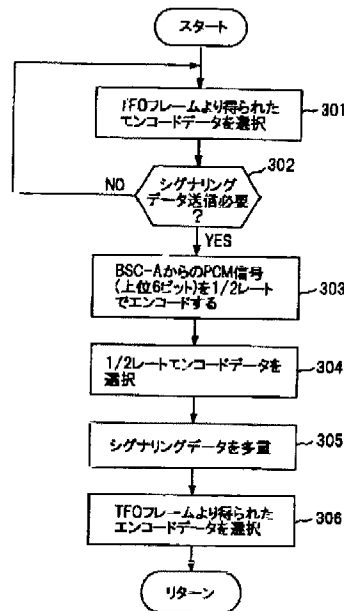 スタート
TFOフレームより得られた
エンコードデータを選択
301
302
シグナリング
データ送信必要
?
NO
YES
BSC-AからのPCM信号
(上位6ビット)を1/2レート
でエンコードする
303
1/2レートエンコードデータを
選択
304
シグナリングデータを多重
305
TFOフレームより得られた
エンコードデータを選択
306
リターン